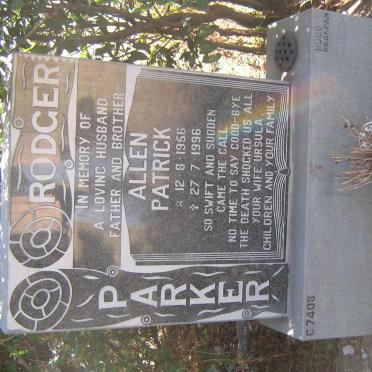 RODGER
PARKER
IN MEMORY OF
A LOVING HUSBAND
FATHER AND BROTHER
ALLEN
PATRICK
☆ 12·8·1956
✞ 27·7·1996
SO SWIFT AND SUDDEN
CAME THE CALL
NO TIME TO SAY GOOD-BYE
THE DEATH SHOCKED US ALL
YOUR WIFE URSULA
CHILDREN AND YOUR FAMILY
C7408
BRAKPAN